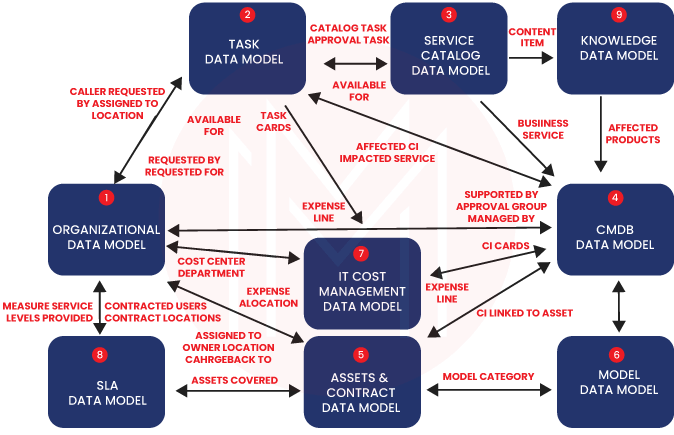 2
TASK
DATA MODEL
CATALOG TASK
APPROVAL TASK
3
SERVICE
CATALOG
DATA MODEL
CONTENT
ITEM
9
KNOWLEDGE
DATA MODEL
CALLER REQUESTED
BY ASSIGNED TO
LOCATION
AVAILABLE
FOR
TASK
CARDS
AVAILABLE
FOR
BUSIINESS
SERVICE
AFFECTED
PRODUCTS
REQUESTED BY
REQUESTED FOR
AFFECTED CI
IMPACTED SERVICE
1
ORGANIZATIONAL
DATA MODEL
EXPENSE
LINE
SUPPORTED BY
APPROVAL GROUP
MANAGED BY
4
CMDB
DATA MODEL
COST CENTER
DEPARTMENT
7
IT COST
MANAGEMENT
DATA MODEL
CI CARDS
EXPENSE
LINE
MEASURE SERVICE
LEVELS PROVIDED
CONTRACTED USERS
CONTRACT LOCATIONS
EXPENSE
ALOCATION
CI LINKED TO ASSET
ASSIGNED TO
OWNER LOCATION
CAHRGEBACK TO
8
SLA
DATA MODEL
ASSETS COVERED
5
ASSETS &
CONTRACT
DATA MODEL
MODEL CATEGORY
6
MODEL
DATA MODEL